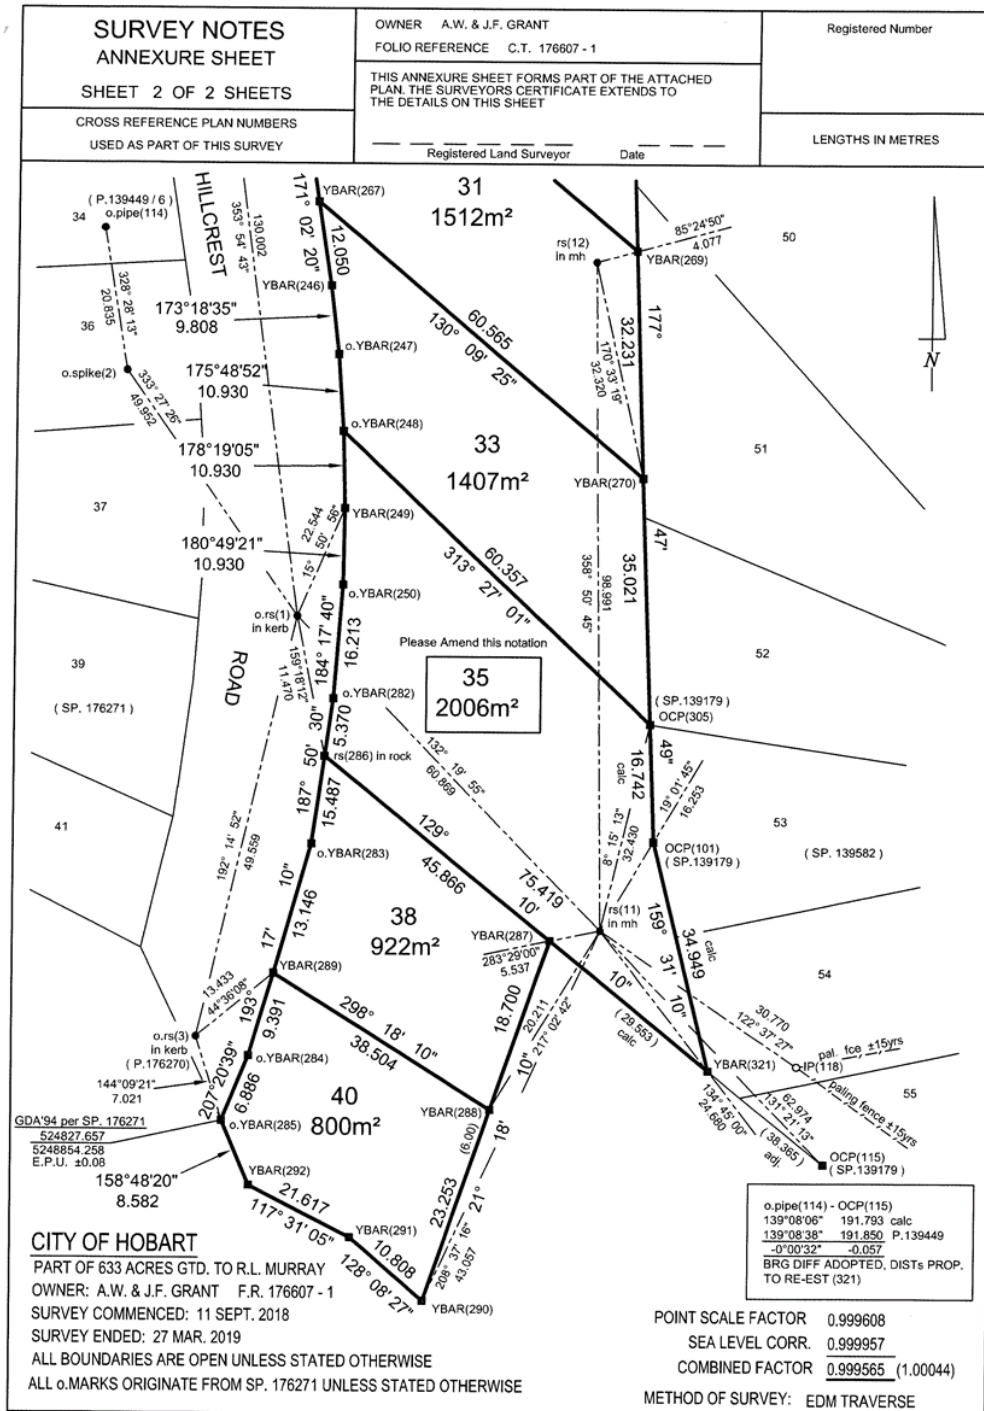 SURVEY NOTES
ANNEXURE SHEET
SHEET 2 OF 2 SHEETS
CROSS REFERENCE PLAN NUMBERS
USED AS PART OF THIS SURVEY
OWNER A.W. & J.F. GRANT
FOLIO REFERENCE C.T. 176607 - 1
THIS ANNEXURE SHEET FORMS PART OF THE ATTACHED
PLAN. THE SURVEYORS CERTIFICATE EXTENDS TO
THE DETAILS ON THIS SHEET
Registered Land Surveyor Date
Registered Number
LENGTHS IN METRES
( P.139449 / 6 )
34 o.pipe(114)
HILLCREST
353° 54' 43"
130.002
171° 02' 20"
12.050
YBAR(267)
31
1512m²
rs(12)
in mh
85°24'50"
4.077
50
YBAR(269)
YBAR(246)
328° 28' 13"
20.835
173°18'35"
9.808
36
60.565
130° 09' 25"
170° 33' 19"
32.320
177°
32.231
N
o.YBAR(247)
o.spike(2)
333° 27' 26"
49.952
175°48'52"
10.930
o.YBAR(248)
178°19'05"
10.930
33
1407m²
51
YBAR(270)
37
YBAR(249)
22.544
15° 50' 56"
47'
180°49'21"
10.930
60.357
313° 27' 01"
358° 50' 45"
98.991
35.021
o.YBAR(250)
o.rs(1)
in kerb
184° 17' 40"
16.213
Please Amend this notation
39
( SP. 176271 )
ROAD
159°18'12"
11.470
35
2006m²
52
o.YBAR(282)
( SP.139179 )
OCP(305)
5.370
187° 50' 30"
rs(286) in rock
132° 19' 55"
60.869
16.742
calc
49"
19° 01' 45"
16.253
15.487
41
192° 14' 52"
49.559
129°
45.866
8° 15' 13"
32.430
53
( SP. 139582 )
o.YBAR(283)
OCP(101)
( SP.139179 )
10"
13.146
75.419
10'
rs(11)
in mh
159°
34.949
calc
38
922m²
17'
YBAR(287)
283°29'00"
5.537
31'
54
YBAR(289)
13.433
44°36'08"
298° 18' 10"
38.504
18.700
20.211
217° 02' 42"
10"
(29.553)
calc
10"
30.770
122° 37' 27"
193°
9.391
o.rs(3)
in kerb
( P.176270)
o.YBAR(284)
pal. fce ±15yrs
YBAR(321)
IP(118)
144°09'21"
7.021
207° 20'39"
6.886
40
800m²
YBAR(288)
(6.00)
10"
18'
134° 45' 00"
24.680
62.974
131° 21' 13"
(38.365)
adj.
paling fence ±15yrs
55
GDA'94 per SP. 176271
524827.657
5248854.258
E.P.U. ±0.08
o.YBAR(285)
OCP(115)
( SP.139179 )
158°48'20"
8.582
YBAR(292)
21.617
117° 31' 05"
23.253
21°
YBAR(291)
10.808
128° 08' 27"
208° 37' 16"
43.057
YBAR(290)
o.pipe(114) - OCP(115)
139°08'06" 191.793 calc
139°08'38" 191.850 P.139449
-0°00'32" -0.057
BRG DIFF ADOPTED, DISTs PROP.
TO RE-EST (321)
CITY OF HOBART
PART OF 633 ACRES GTD. TO R.L. MURRAY
OWNER: A.W. & J.F. GRANT F.R. 176607 - 1
SURVEY COMMENCED: 11 SEPT. 2018
SURVEY ENDED: 27 MAR. 2019
ALL BOUNDARIES ARE OPEN UNLESS STATED OTHERWISE
ALL o.MARKS ORIGINATE FROM SP. 176271 UNLESS STATED OTHERWISE
POINT SCALE FACTOR 0.999608
SEA LEVEL CORR. 0.999957
COMBINED FACTOR 0.999565 (1.00044)
METHOD OF SURVEY: EDM TRAVERSE